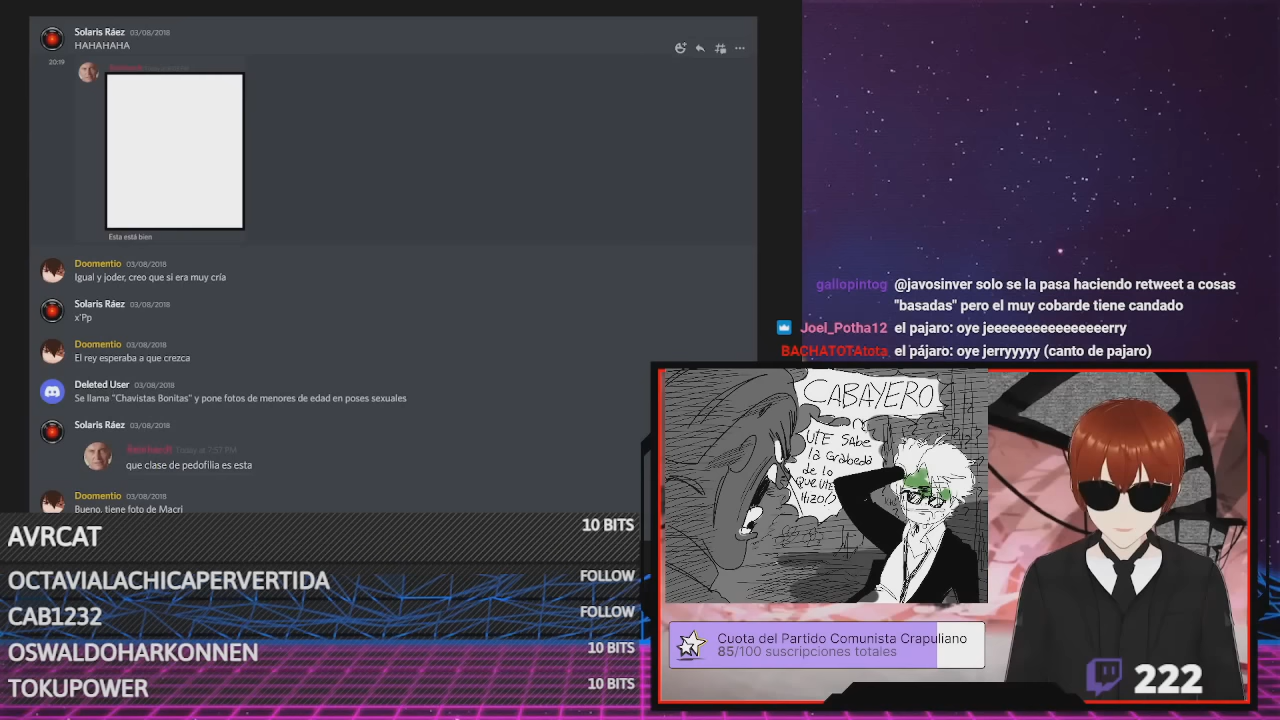 Solaris Ráez 03/08/2018
HAHAHAHA
20:19
Esta está bien
Doomentio 03/08/2018
Igual y joder, creo que si era muy cría
Solaris Ráez 03/08/2018
x'Pp
Doomentio 03/08/2018
El rey esperaba a que crezca
Deleted User 03/08/2018
Se llama "Chavistas Bonitas" y pone fotos de menores de edad en poses sexuales
Solaris Ráez 03/08/2018
Today at 7:57 PM
que clase de pedofilia es esta
Doomentio 03/08/2018
Bueno, tiene foto de Macri
gallopintog @javosinver solo se la pasa haciendo retweet a cosas
"basadas" pero el muy cobarde tiene candado
Joel_Potha12 el pajaro: oye jeeeeeeeeeeeeeeerry
BACHATOTAtota el pájaro: oye jerryyyyy (canto de pajaro)
CABAYERO
¿
UTE SABE
la Grabedá
de lo
que
Hizo?
AVRCAT 10 BITS
OCTAVIALACHICAPERVERTIDA FOLLOW
CAB1232 FOLLOW
OSWALDOHARKONNEN 10 BITS
TOKUPOWER 10 BITS
Cuota del Partido Comunista Crapuliano
85/100 suscripciones totales
222